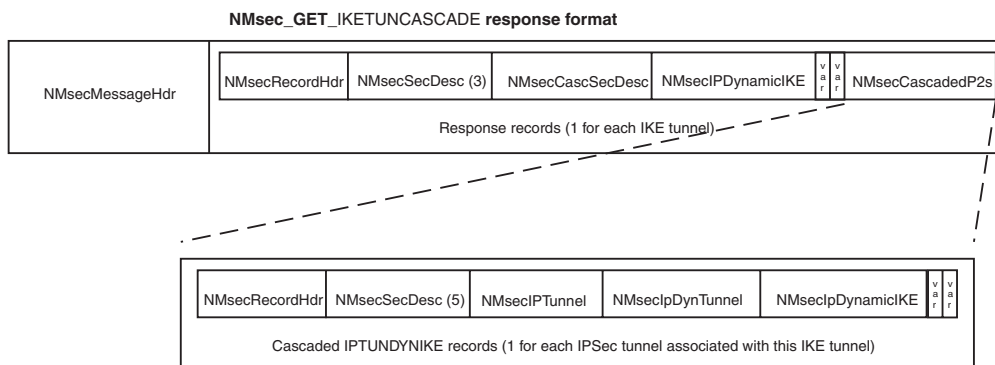 NMsec_GET_IKETUNCASCADE response format
NMsecMessageHdr
NMsecRecordHdr
NMsecSecDesc (3)
NMsecCascSecDesc
NMsecIPDynamicIKE
var
var
NMsecCascadedP2s
Response records (1 for each IKE tunnel)
NMsecRecordHdr
NMsecSecDesc (5)
NMsecIPTunnel
NMsecIpDynTunnel
NMsecIpDynamicIKE
var
var
Cascaded IPTUNDYNIKE records (1 for each IPSec tunnel associated with this IKE tunnel)